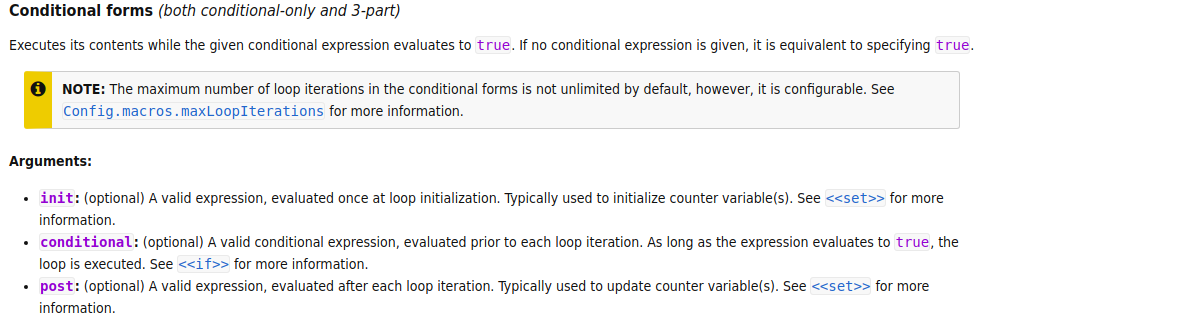 Conditional forms (both conditional-only and 3-part)
Executes its contents while the given conditional expression evaluates to true. If no conditional expression is given, it is equivalent to specifying true.
NOTE: The maximum number of loop iterations in the conditional forms is not unlimited by default, however, it is configurable. See
Config.macros.maxLoopIterations for more information.
Arguments:
• init: (optional) A valid expression, evaluated once at loop initialization. Typically used to initialize counter variable(s). See <<set>> for more
information.
• conditional: (optional) A valid conditional expression, evaluated prior to each loop iteration. As long as the expression evaluates to true, the
loop is executed. See <<if>> for more information.
• post: (optional) A valid expression, evaluated after each loop iteration. Typically used to update counter variable(s). See <<set>> for more
information.